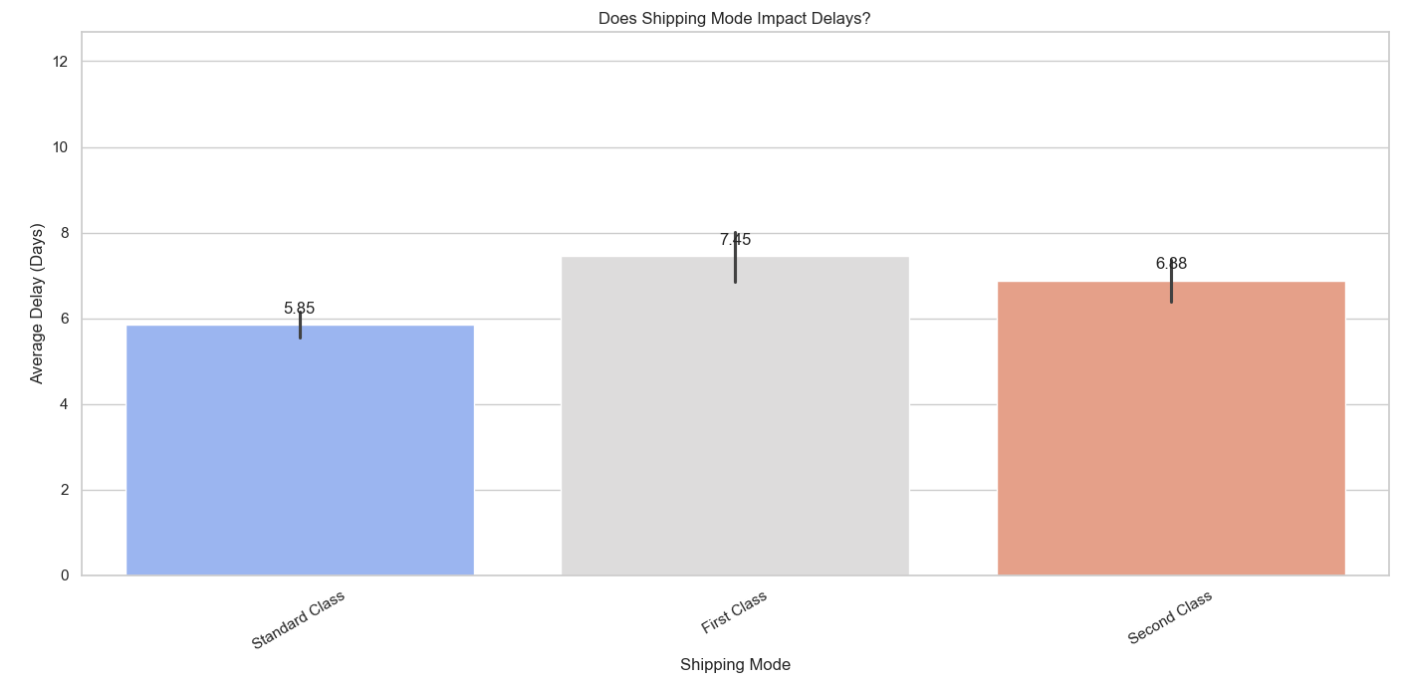 Does Shipping Mode Impact Delays?
12
10
8
6
4
2
0
Average Delay (Days)
5.85
7.45
6.88
Standard Class
First Class
Second Class
Shipping Mode